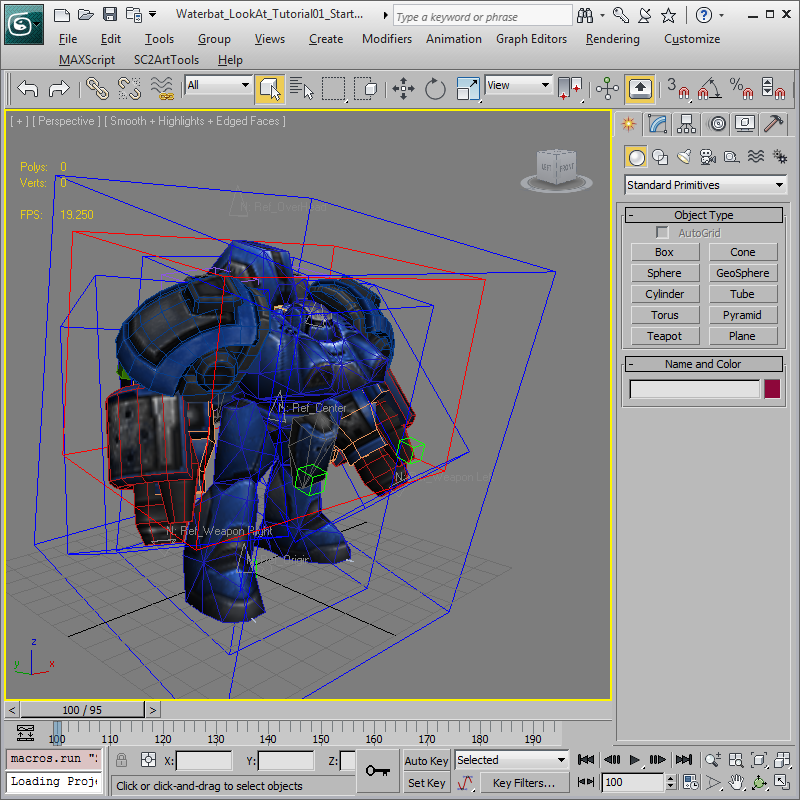 Waterbat_LookAt_Tutorial01_Start...
Type a keyword or phrase
File Edit Tools Group Views Create Modifiers Animation Graph Editors Rendering Customize
MAXScript SC2ArtTools Help
All View 3
[ + ] [ Perspective ] [ Smooth + Highlights + Edged Faces ]
Polys: 0
Verts: 0
FPS: 19.250
FRONT
Standard Primitives
- Object Type
AutoGrid
Box Cone
Sphere GeoSphere
Cylinder Tube
Torus Pyramid
Teapot Plane
- Name and Color
N: Ref_Center
N: Ref_Weapon Right
z
y x
< 100 / 95 >
100 110 120 130 140 150 160 170 180 190
macros.run "
X: Y: Z:
Auto Key Selected
Loading Proj
Click or click-and-drag to select objects
Set Key Key Filters... 100